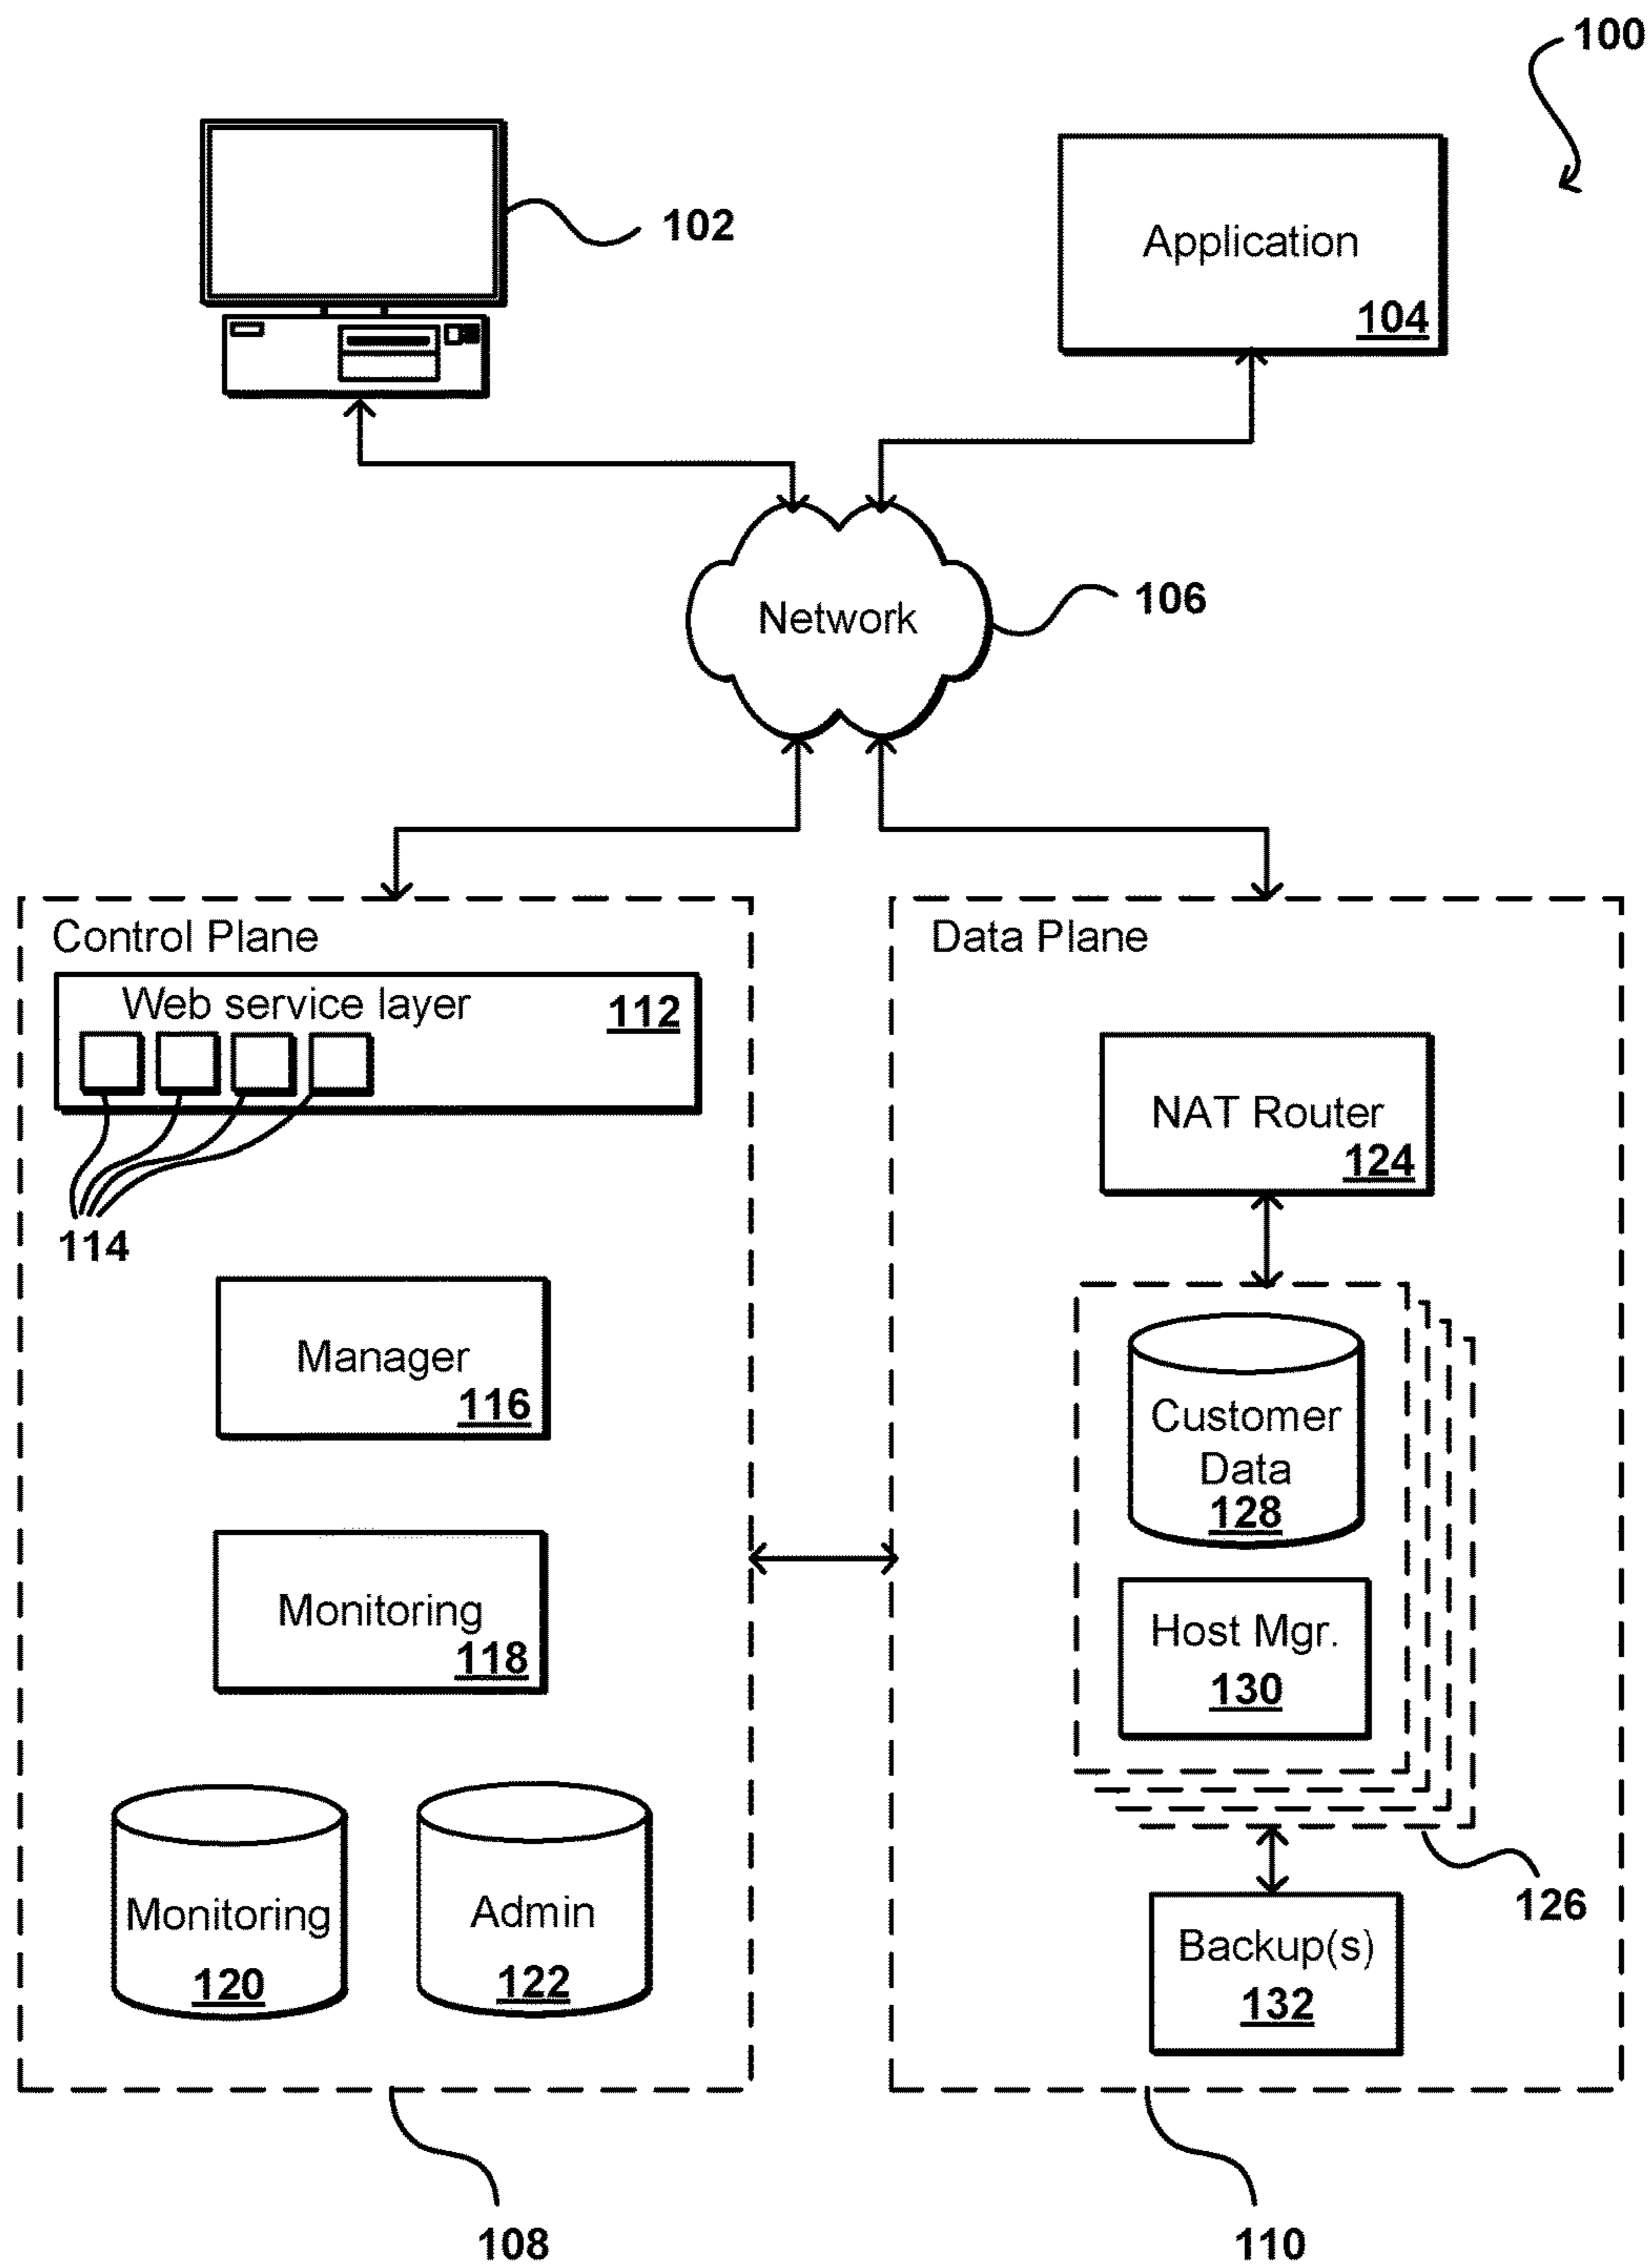 100
102
Application
104
Network
106
Control Plane
Web service layer
112
114
Manager
116
Monitoring
118
Monitoring
120
Admin
122
108
Data Plane
NAT Router
124
Customer
Data
128
Host Mgr.
130
126
Backup(s)
132
110